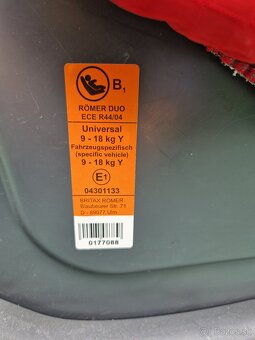 B1
RÖMER DUO
ECE R44/04
Universal
9 - 18 kg Y
Fahrzeugspezifisch
(specific vehicle)
9 - 18 kg Y
E1
04301133
BRITAX RÖMER
Blaubeurer Str. 71
D - 89077 Ulm
0177088